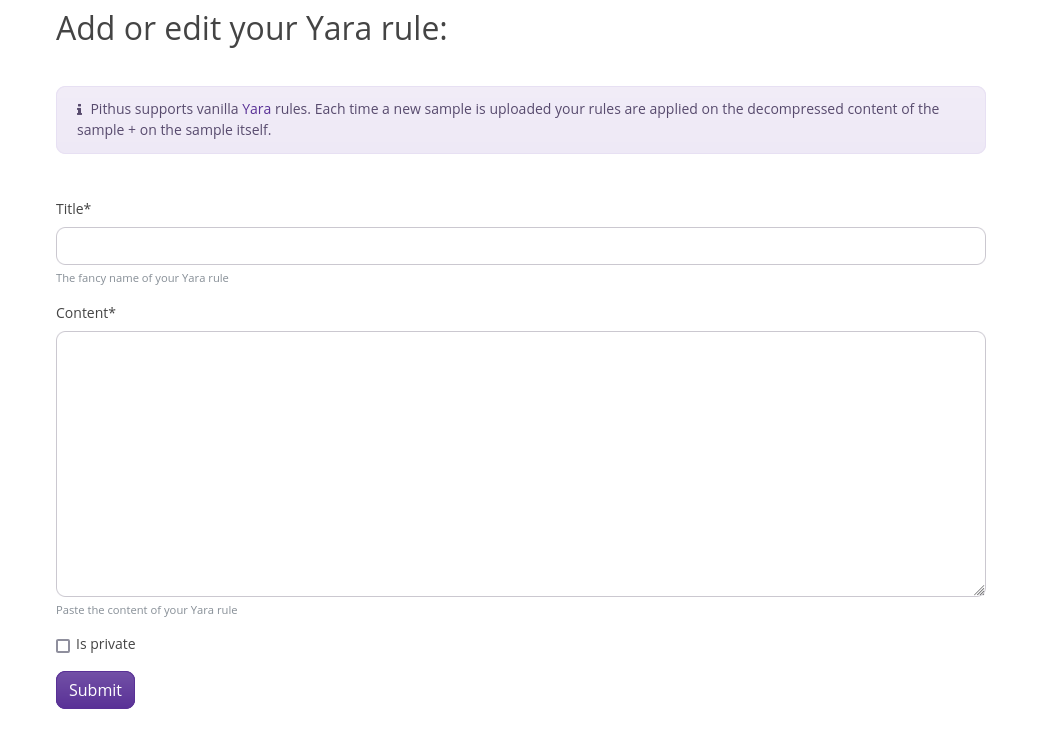 Add or edit your Yara rule:
Pithus supports vanilla Yara rules. Each time a new sample is uploaded your rules are applied on the decompressed content of the
sample + on the sample itself.
Title*
The fancy name of your Yara rule
Content*
Paste the content of your Yara rule
Is private
Submit